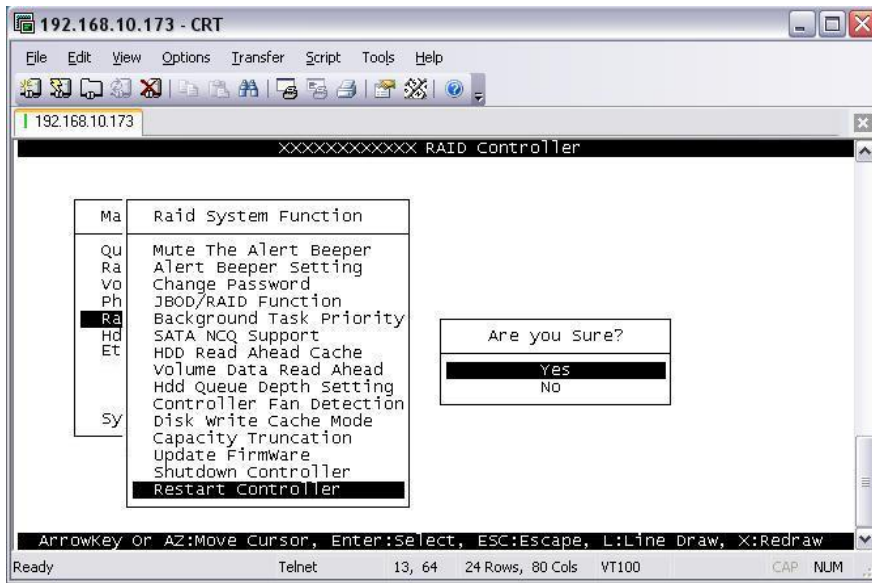 192.168.10.173 - CRT
File Edit View Options Transfer Script Tools Help
192.168.10.173
XXXXXXXXXXXX RAID Controller
Ma
Qu
Ra
Vo
Ph
Ra
Hd
Et
Sy
Raid System Function
Mute The Alert Beeper
Alert Beeper Setting
Change Password
JBOD/RAID Function
Background Task Priority
SATA NCQ Support
HDD Read Ahead Cache
Volume Data Read Ahead
Hdd Queue Depth Setting
Controller Fan Detection
Disk Write Cache Mode
Capacity Truncation
Update FirmWare
Shutdown Controller
Restart Controller
Are you Sure?
Yes
No
ArrowKey Or AZ:Move Cursor, Enter:Select, ESC:Escape, L:Line Draw, X:Redraw
Ready Telnet 13, 64 24 Rows, 80 Cols VT100 CAP NUM